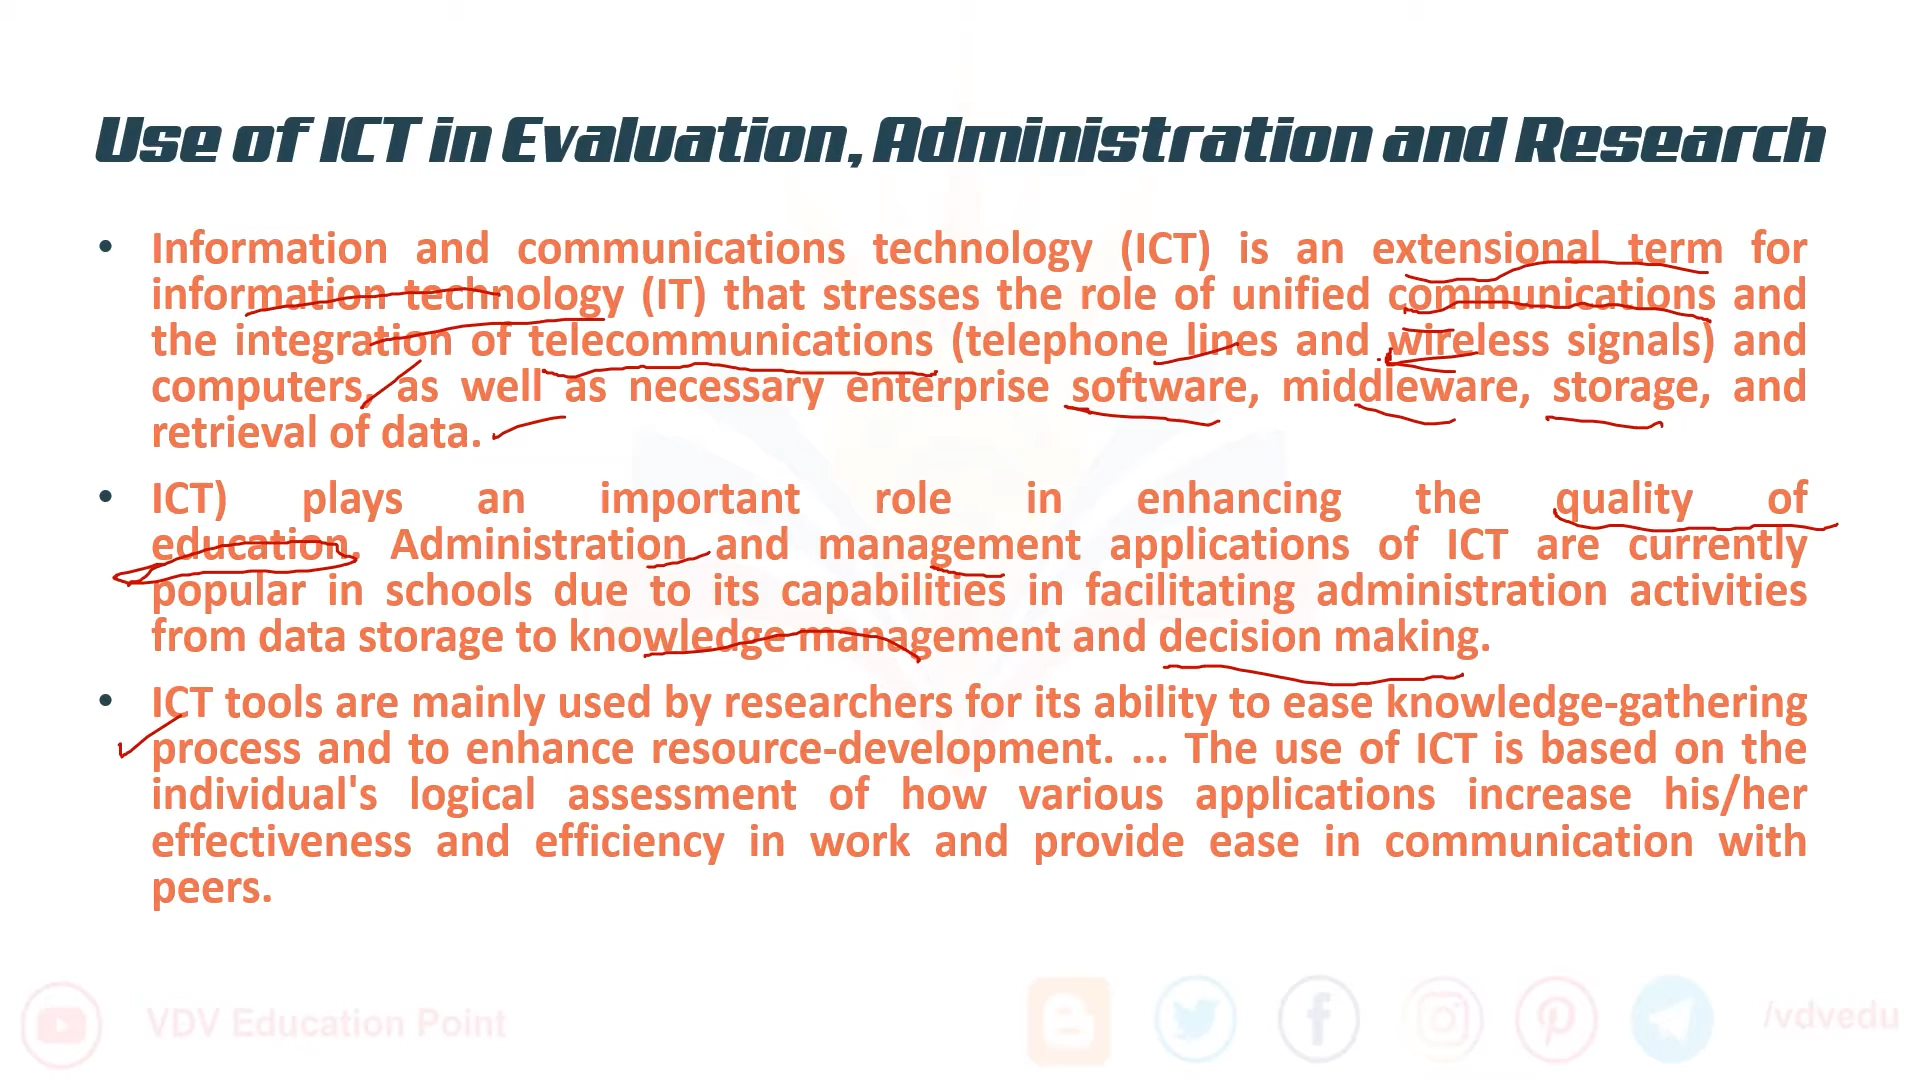 Use of ICT in Evaluation, Administration and Research
• Information and communications technology (ICT) is an extensional term for
information technology (IT) that stresses the role of unified communications and
the integration of telecommunications (telephone lines and wireless signals) and
computers, as well as necessary enterprise software, middleware, storage, and
retrieval of data.
• ICT) plays an important role in enhancing the quality of
education. Administration and management applications of ICT are currently
popular in schools due to its capabilities in facilitating administration activities
from data storage to knowledge management and decision making.
• ICT tools are mainly used by researchers for its ability to ease knowledge-gathering
process and to enhance resource-development. ... The use of ICT is based on the
individual's logical assessment of how various applications increase his/her
effectiveness and efficiency in work and provide ease in communication with
peers.
VDV Education Point
/vdvedu